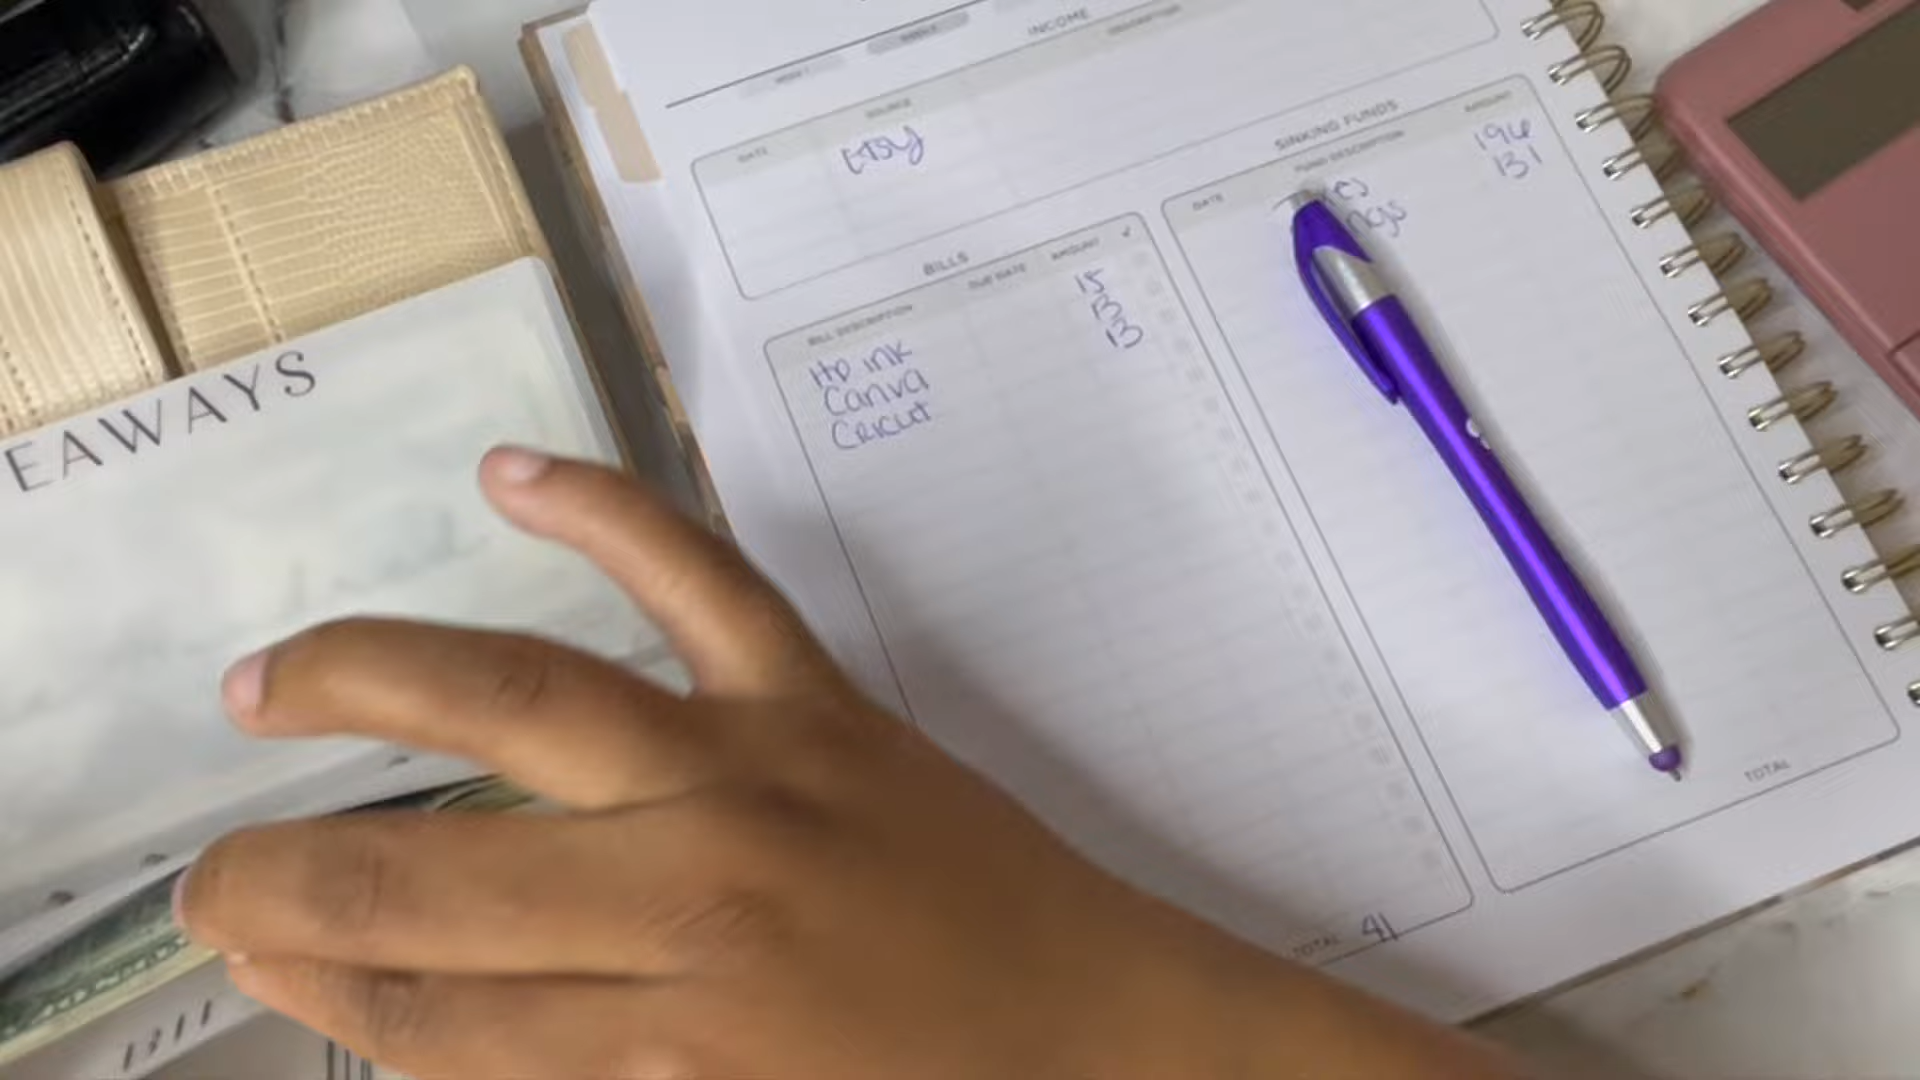 INCOME
DATE
SOURCE
DESCRIPTION
Etsy
SINKING FUNDS
DATE
FUND DESCRIPTION
AMOUNT
196
131
BILLS
BILL DESCRIPTION
DUE DATE
AMOUNT
✓
HP ink 15
Canva 13
Cricut 13
TOTAL 41
TOTAL
EAWAYS